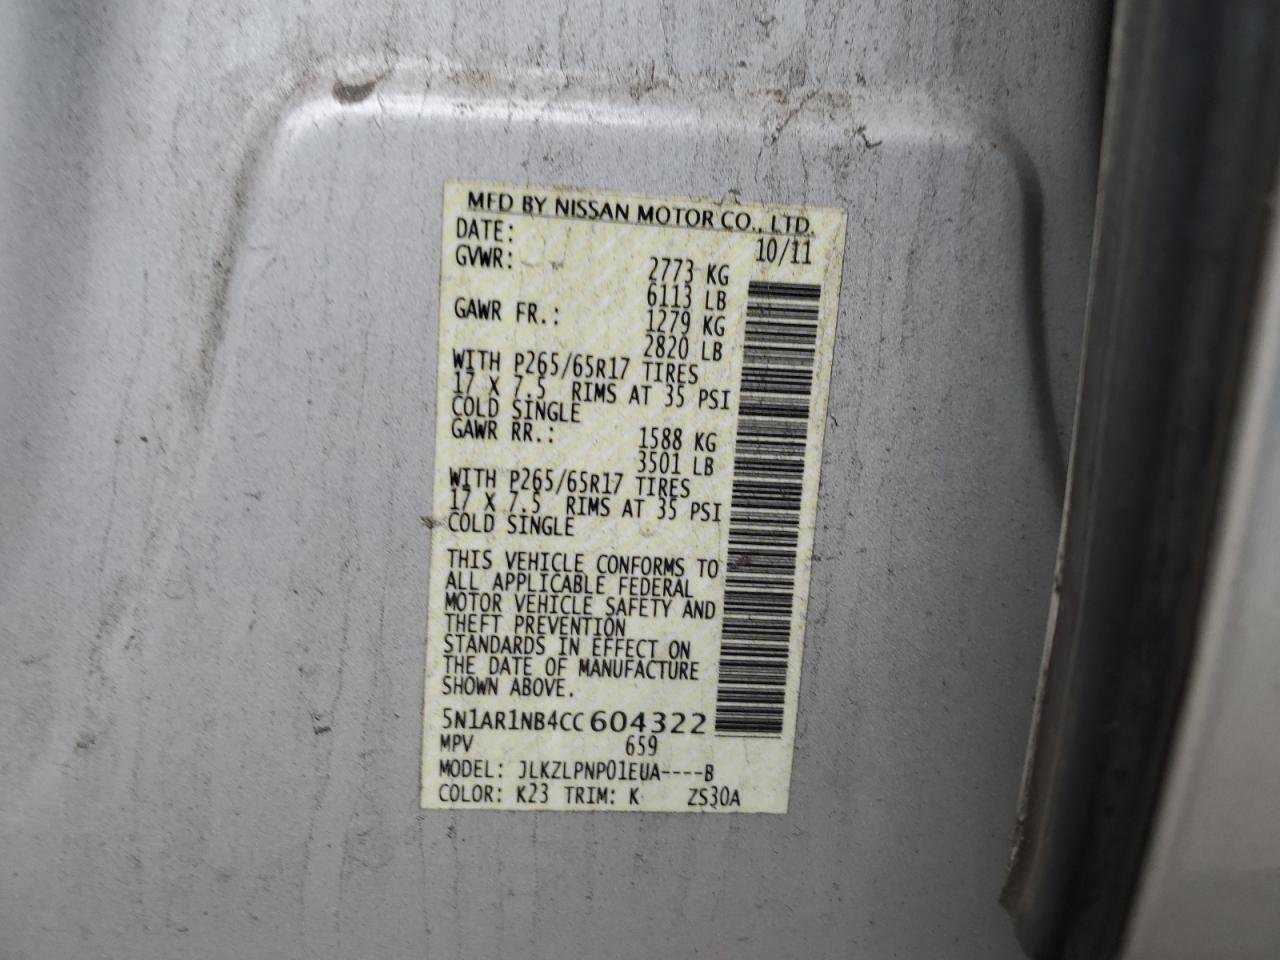 MFD BY NISSAN MOTOR CO., LTD.
DATE: 10/11
GVWR: 2773 KG
6113 LB
GAWR FR.: 1279 KG
2820 LB
WITH P265/65R17 TIRES
17 X 7.5 RIMS AT 35 PSI
COLD SINGLE
GAWR RR.: 1588 KG
3501 LB
WITH P265/65R17 TIRES
17 X 7.5 RIMS AT 35 PSI
COLD SINGLE
THIS VEHICLE CONFORMS TO
ALL APPLICABLE FEDERAL
MOTOR VEHICLE SAFETY AND
THEFT PREVENTION
STANDARDS IN EFFECT ON
THE DATE OF MANUFACTURE
SHOWN ABOVE.
5N1AR1NB4CC604322
MPV 659
MODEL: JLKZLPNP01EUA----B
COLOR: K23 TRIM: K ZS30A